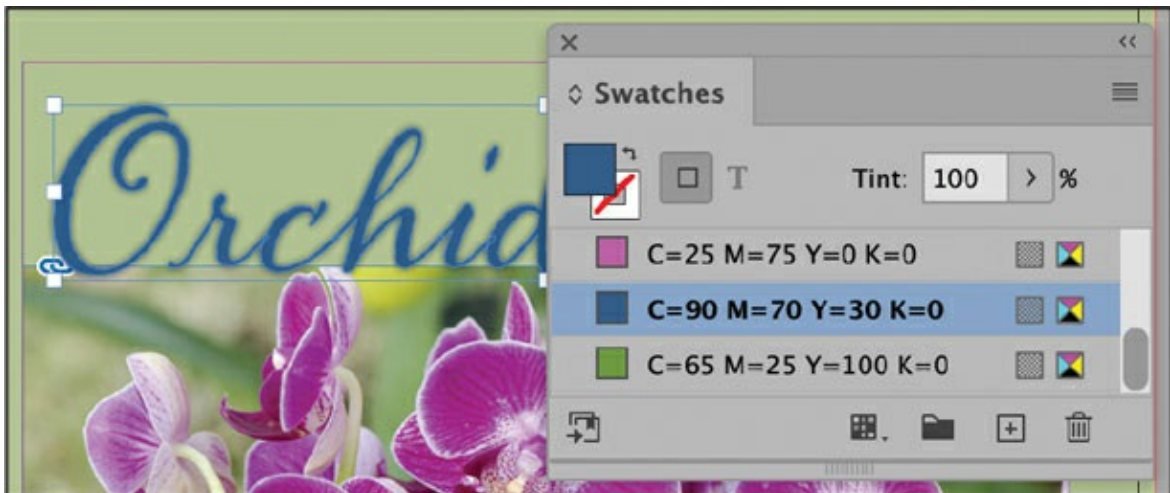 Orchid
Swatches
T
Tint: 100 %
C=25 M=75 Y=0 K=0
C=90 M=70 Y=30 K=0
C=65 M=25 Y=100 K=0